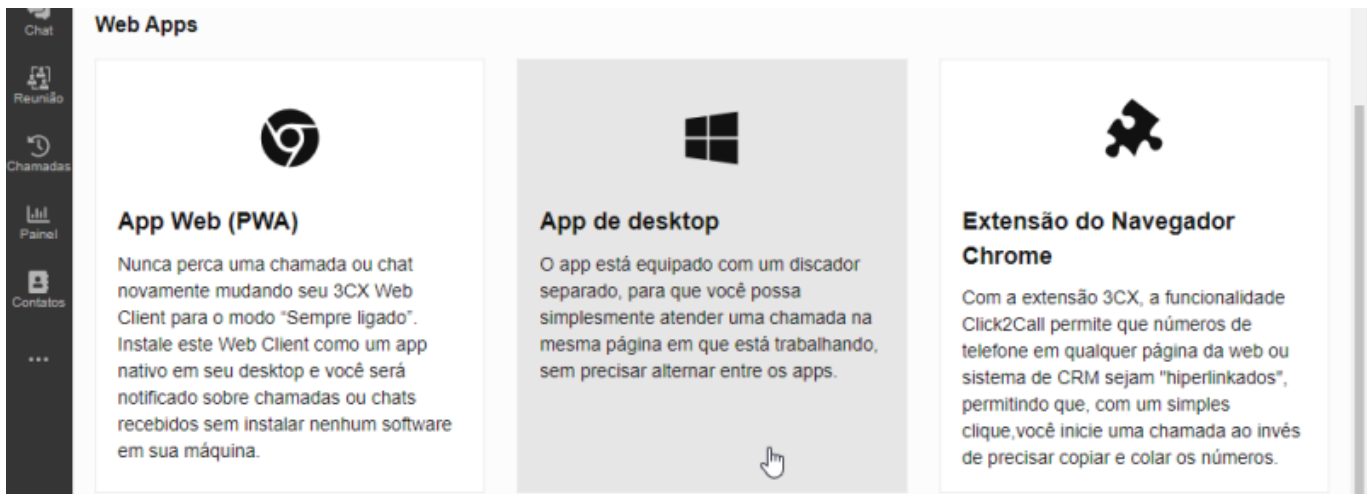 Chat
Reunião
Chamadas
Painel
Contatos
Web Apps
App Web (PWA)
Nunca perca uma chamada ou chat
novamente mudando seu 3CX Web
Client para o modo “Sempre ligado”.
Instale este Web Client como um app
nativo em seu desktop e você será
notificado sobre chamadas ou chats
recebidos sem instalar nenhum software
em sua máquina.
App de desktop
O app está equipado com um discador
separado, para que você possa
simplesmente atender uma chamada na
mesma página em que está trabalhando,
sem precisar alternar entre os apps.
Extensão do Navegador
Chrome
Com a extensão 3CX, a funcionalidade
Click2Call permite que números de
telefone em qualquer página da web ou
sistema de CRM sejam "hiperlinkados",
permitindo que, com um simples
clique,você inicie uma chamada ao invés
de precisar copiar e colar os números.